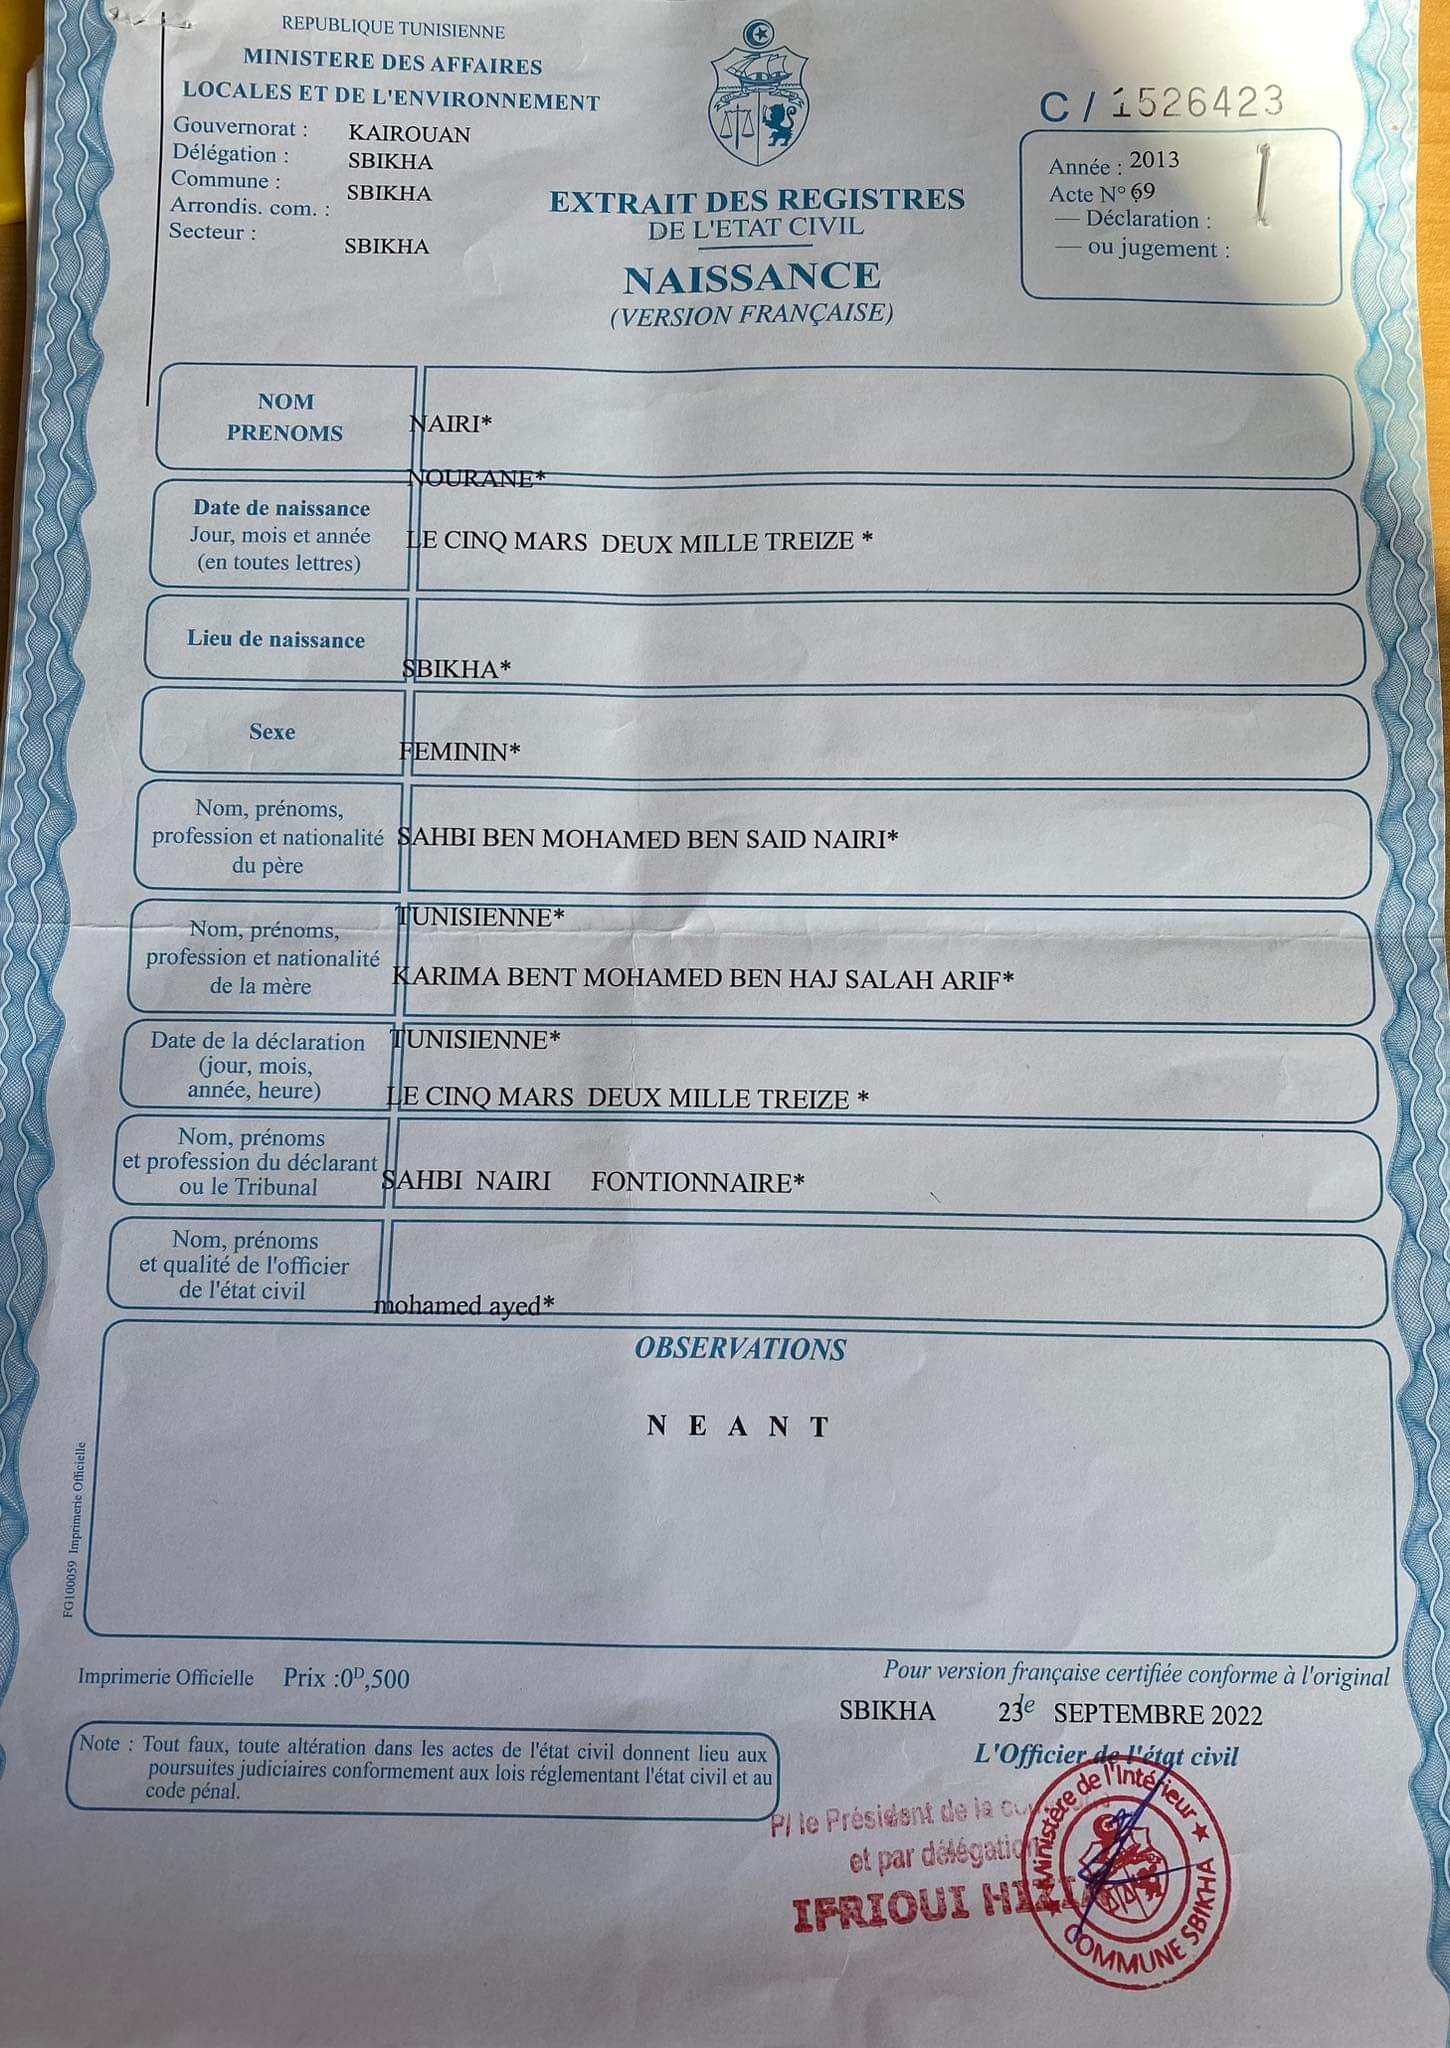 REPUBLIQUE TUNISIENNE
MINISTERE DES AFFAIRES
LOCALES ET DE L'ENVIRONNEMENT
Gouvernorat : KAIROUAN
Délégation : SBIKHA
Commune : SBIKHA
Arrondis. com. :
Secteur : SBIKHA
EXTRAIT DES REGISTRES
DE L'ETAT CIVIL
NAISSANCE
(VERSION FRANÇAISE)
C / 1526423
Année : 2013
Acte N° 69
— Déclaration :
— ou jugement :
NOM
PRENOMS
NAIRI*
NOURANE*
Date de naissance
Jour, mois et année
(en toutes lettres)
LE CINQ MARS DEUX MILLE TREIZE *
Lieu de naissance
SBIKHA*
Sexe
FEMININ*
Nom, prénoms,
profession et nationalité
du père
SAHBI BEN MOHAMED BEN SAID NAIRI*
TUNISIENNE*
Nom, prénoms,
profession et nationalité
de la mère
KARIMA BENT MOHAMED BEN HAJ SALAH ARIF*
TUNISIENNE*
Date de la déclaration
(jour, mois,
année, heure)
LE CINQ MARS DEUX MILLE TREIZE *
Nom, prénoms
et profession du déclarant
ou le Tribunal
SAHBI NAIRI FONTIONNAIRE*
Nom, prénoms
et qualité de l'officier
de l'état civil
mohamed ayed*
OBSERVATIONS
N E A N T
FG100059 Imprimerie Officielle
Imprimerie Officielle Prix :0D,500
Pour version française certifiée conforme à l'original
SBIKHA 23 le SEPTEMBRE 2022
L'Officier de l'état civil
Note : Tout faux, toute altération dans les actes de l'état civil donnent lieu aux
poursuites judiciaires conformement aux lois réglementant l'état civil et au
code pénal.
P/ le Président de la
et par délégation
IFRIOUI
Ministère de l'Intérieur
COMMUNE SBIKHA